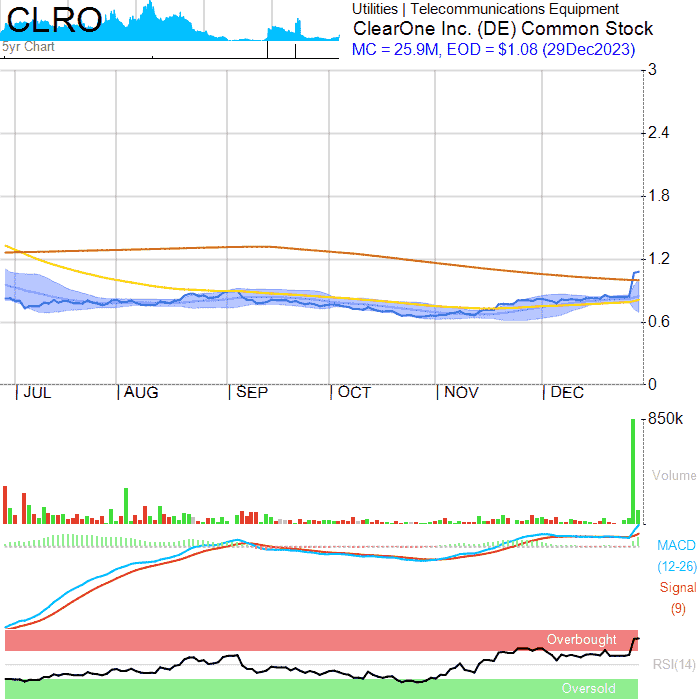 CLRO
5yr Chart
Utilities | Telecommunications Equipment
ClearOne Inc. (DE) Common Stock
MC = 25.9M, EOD = $1.08 (29Dec2023)
3
2.4
1.8
1.2
0.6
0
JUL AUG SEP OCT NOV DEC
850k
Volume
MACD
(12-26)
Signal
(9)
Overbought
RSI(14)
Oversold